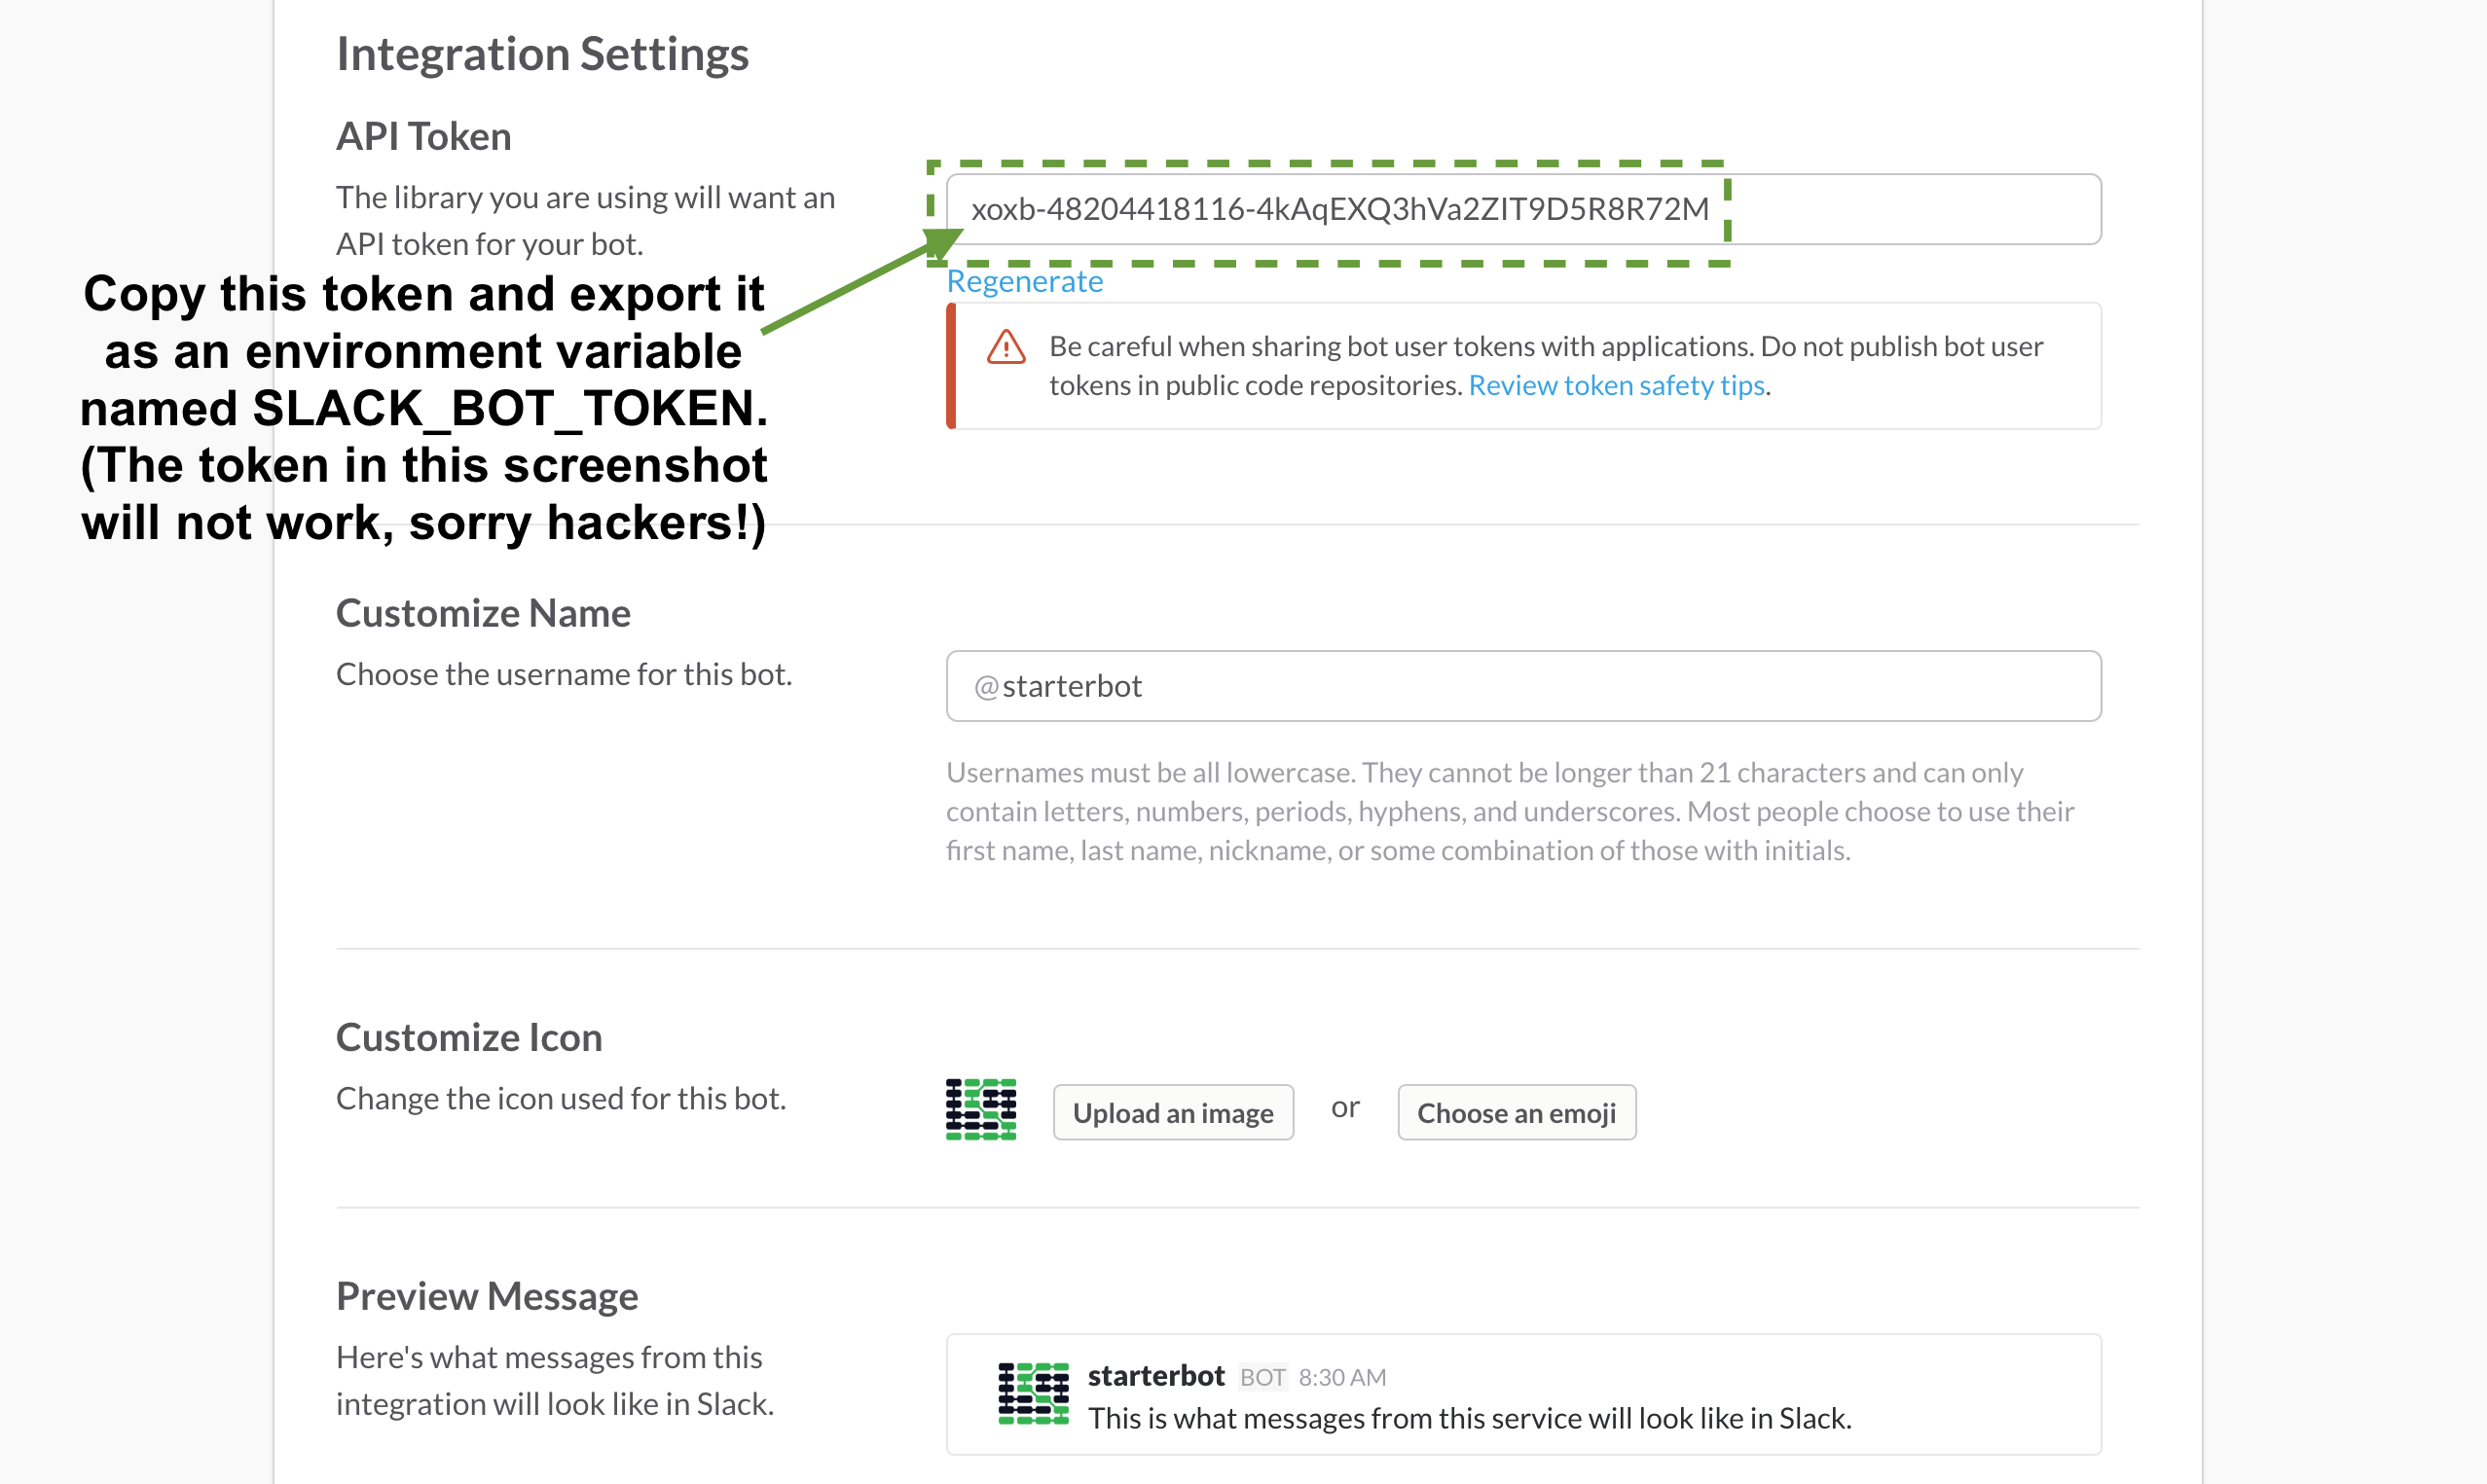 Integration Settings
API Token
The library you are using will want an
API token for your bot.
xoxb-48204418116-4kAqEXQ3hVa2ZIT9D5R8R72M
Regenerate
Copy this token and export it
as an environment variable
named SLACK_BOT_TOKEN.
(The token in this screenshot
will not work, sorry hackers!)
Be careful when sharing bot user tokens with applications. Do not publish bot user
tokens in public code repositories. Review token safety tips.
Customize Name
Choose the username for this bot.
@starterbot
Usernames must be all lowercase. They cannot be longer than 21 characters and can only
contain letters, numbers, periods, hyphens, and underscores. Most people choose to use their
first name, last name, nickname, or some combination of those with initials.
Customize Icon
Change the icon used for this bot.
Upload an image or Choose an emoji
Preview Message
Here's what messages from this
integration will look like in Slack.
starterbot BOT 8:30 AM
This is what messages from this service will look like in Slack.